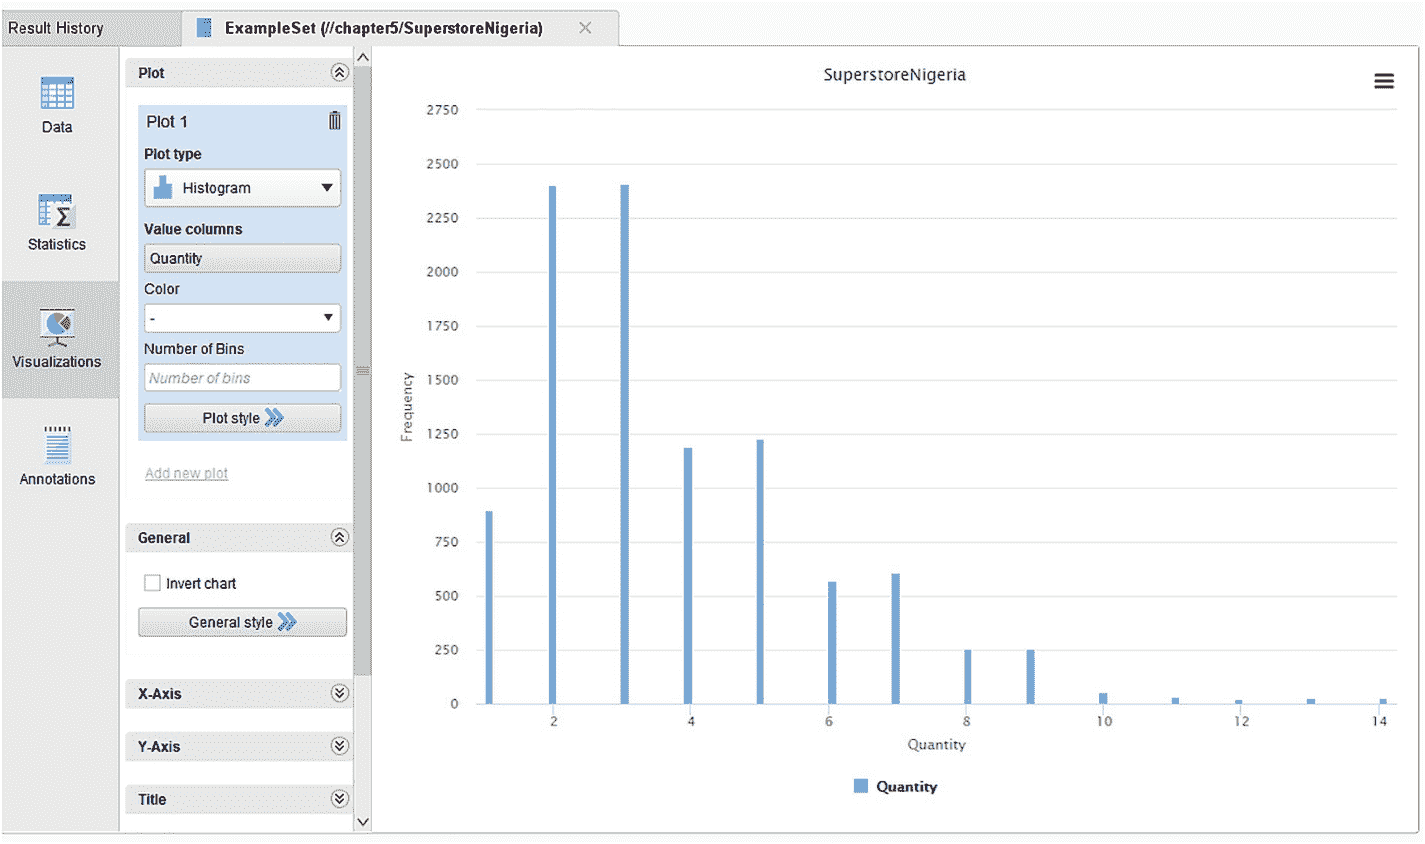 Result History
ExampleSet (//chapter5/SuperstoreNigeria)
Data
Statistics
Visualizations
Annotations
Plot
Plot 1
Plot type
Histogram
Value columns
Quantity
Color
-
Number of Bins
Number of bins
Plot style
Add new plot
General
Invert chart
General style
X-Axis
Y-Axis
Title
SuperstoreNigeria
2750
2500
2250
2000
1750
1500
1250
1000
750
500
250
0
Frequency
2 4 6 8 10 12 14
Quantity
Quantity